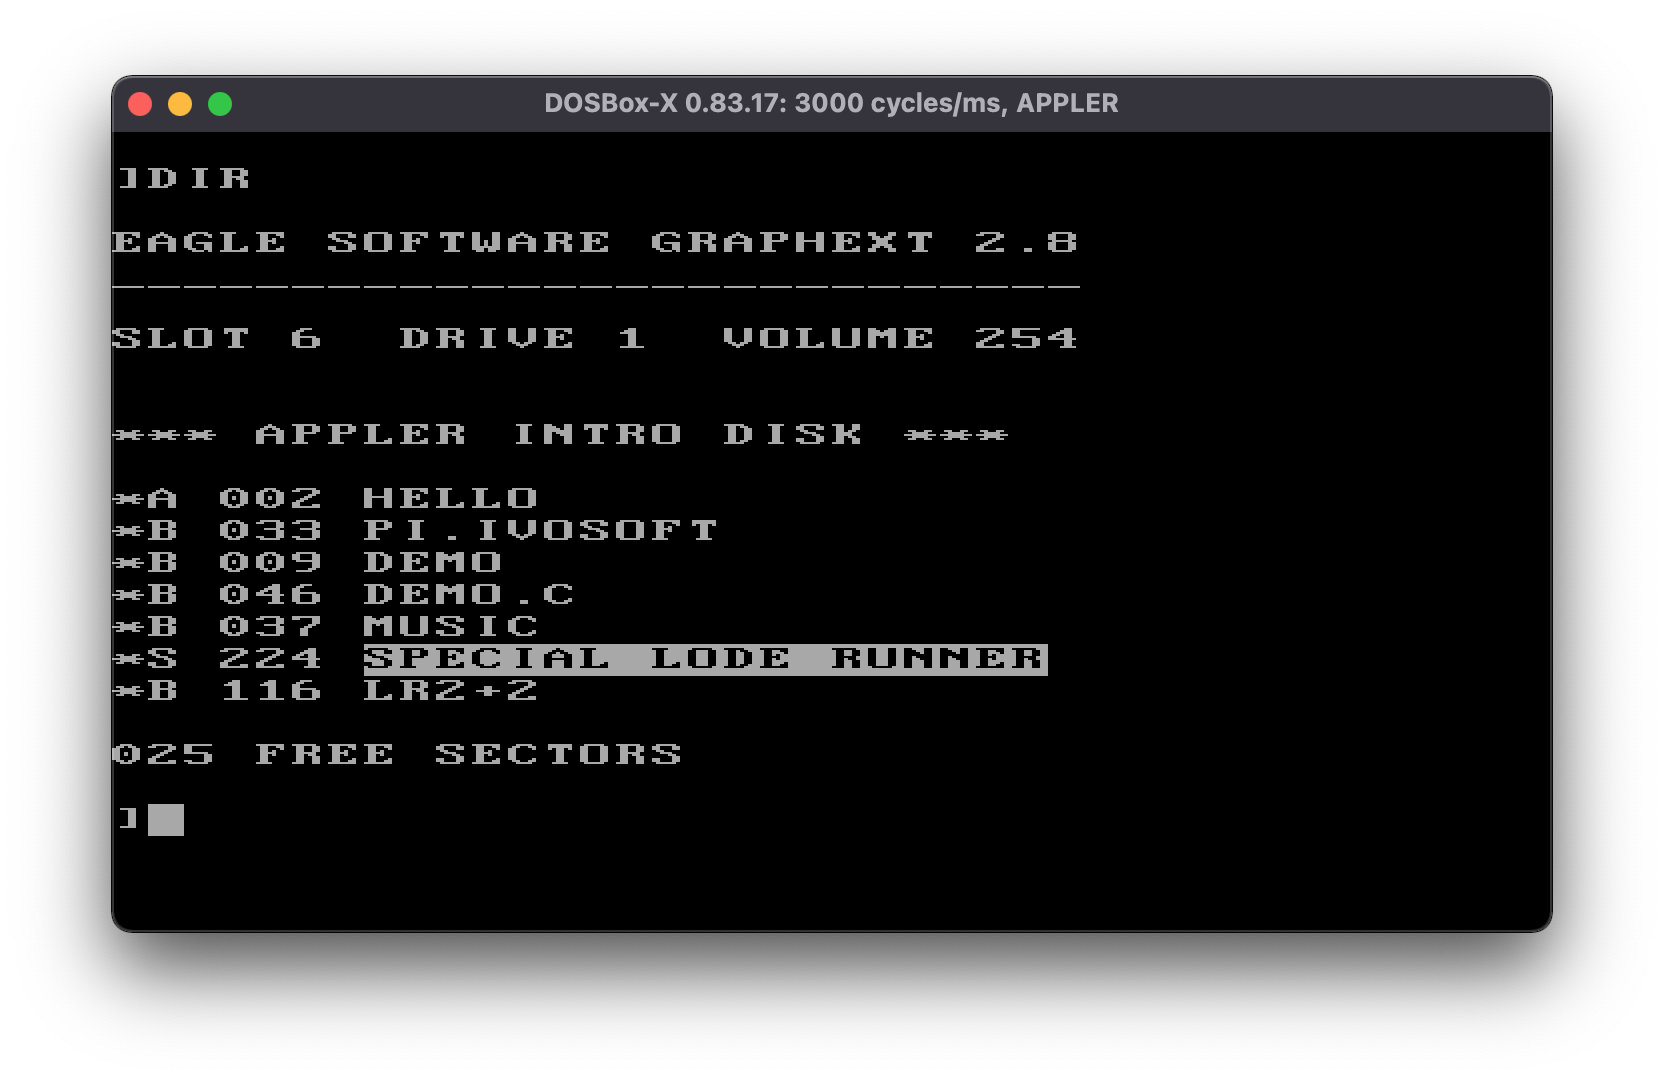 DOSBox-X 0.83.17: 3000 cycles/ms, APPLER
]DIR
EAGLE SOFTWARE GRAPHEXT 2.8
___________________________
SLOT 6  DRIVE 1  VOLUME 254
*** APPLER INTRO DISK ***
*A 002 HELLO
*B 033 PI.IVOSOFT
*B 009 DEMO
*B 046 DEMO.C
*B 037 MUSIC
*S 224 SPECIAL LODE RUNNER
*B 116 LR2+2
025 FREE SECTORS
]